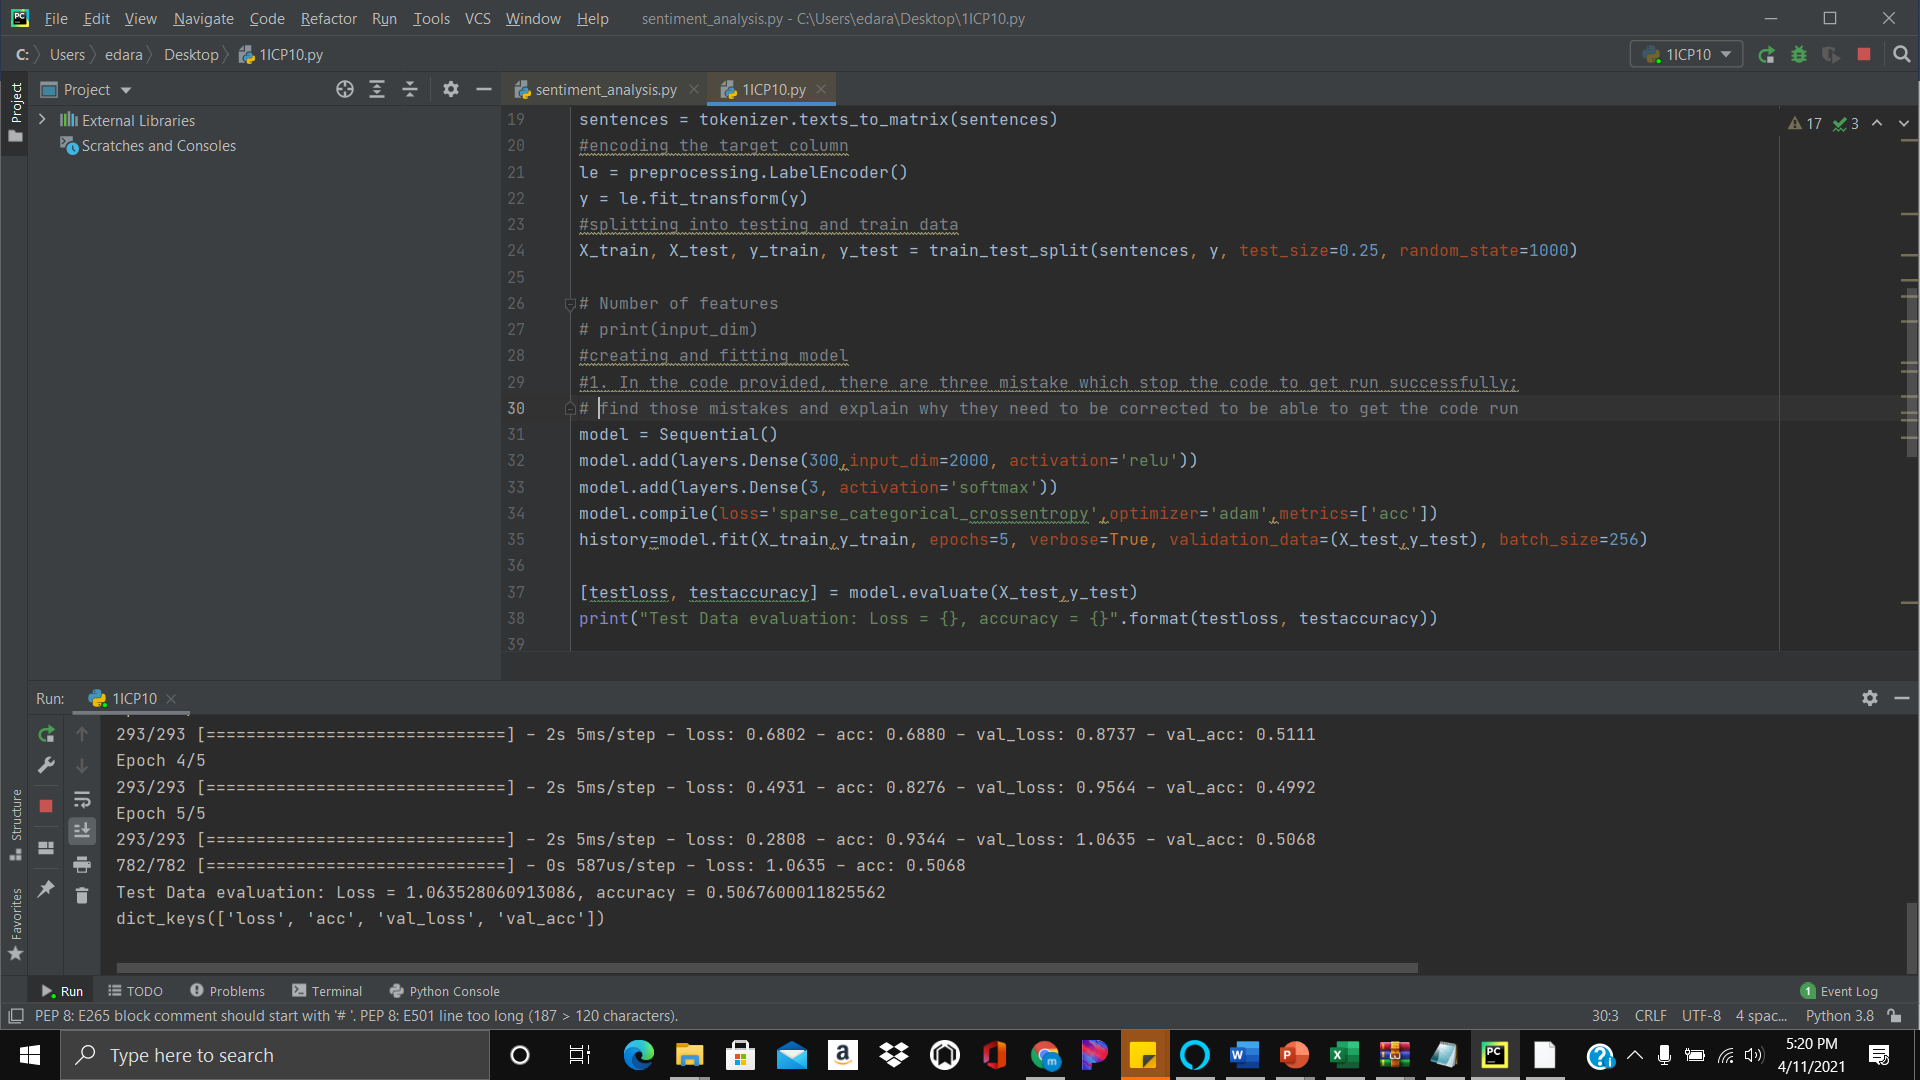 File Edit View Navigate Code Refactor Run Tools VCS Window Help sentiment_analysis.py - C:\Users\edara\Desktop\1ICP10.py
C: Users edara Desktop 1ICP10.py 1ICP10
Project
Project
External Libraries
Scratches and Consoles
sentiment_analysis.py 1ICP10.py
17 3
19 sentences = tokenizer.texts_to_matrix(sentences)
20 #encoding the target column
21 le = preprocessing.LabelEncoder()
22 y = le.fit_transform(y)
23 #splitting into testing and train data
24 X_train, X_test, y_train, y_test = train_test_split(sentences, y, test_size=0.25, random_state=1000)
25
26 # Number of features
27 # print(input_dim)
28 #creating and fitting model
29 #1. In the code provided, there are three mistake which stop the code to get run successfully;
30 # find those mistakes and explain why they need to be corrected to be able to get the code run
31 model = Sequential()
32 model.add(layers.Dense(300,input_dim=2000, activation='relu'))
33 model.add(layers.Dense(3, activation='softmax'))
34 model.compile(loss='sparse_categorical_crossentropy',optimizer='adam',metrics=['acc'])
35 history=model.fit(X_train,y_train, epochs=5, verbose=True, validation_data=(X_test,y_test), batch_size=256)
36
37 [testloss, testaccuracy] = model.evaluate(X_test,y_test)
38 print("Test Data evaluation: Loss = {}, accuracy = {}".format(testloss, testaccuracy))
39
Run: 1ICP10
293/293 [==============================] - 2s 5ms/step - loss: 0.6802 - acc: 0.6880 - val_loss: 0.8737 - val_acc: 0.5111
Epoch 4/5
293/293 [==============================] - 2s 5ms/step - loss: 0.4931 - acc: 0.8276 - val_loss: 0.9564 - val_acc: 0.4992
Epoch 5/5
293/293 [==============================] - 2s 5ms/step - loss: 0.2808 - acc: 0.9344 - val_loss: 1.0635 - val_acc: 0.5068
782/782 [==============================] - 0s 587us/step - loss: 1.0635 - acc: 0.5068
Test Data evaluation: Loss = 1.063528060913086, accuracy = 0.5067600011825562
dict_keys(['loss', 'acc', 'val_loss', 'val_acc'])
Structure
Favorites
Run TODO Problems Terminal Python Console 1 Event Log
PEP 8: E265 block comment should start with '# '. PEP 8: E501 line too long (187 > 120 characters). 30:3 CRLF UTF-8 4 spac... Python 3.8
Type here to search
5:20 PM
4/11/2021